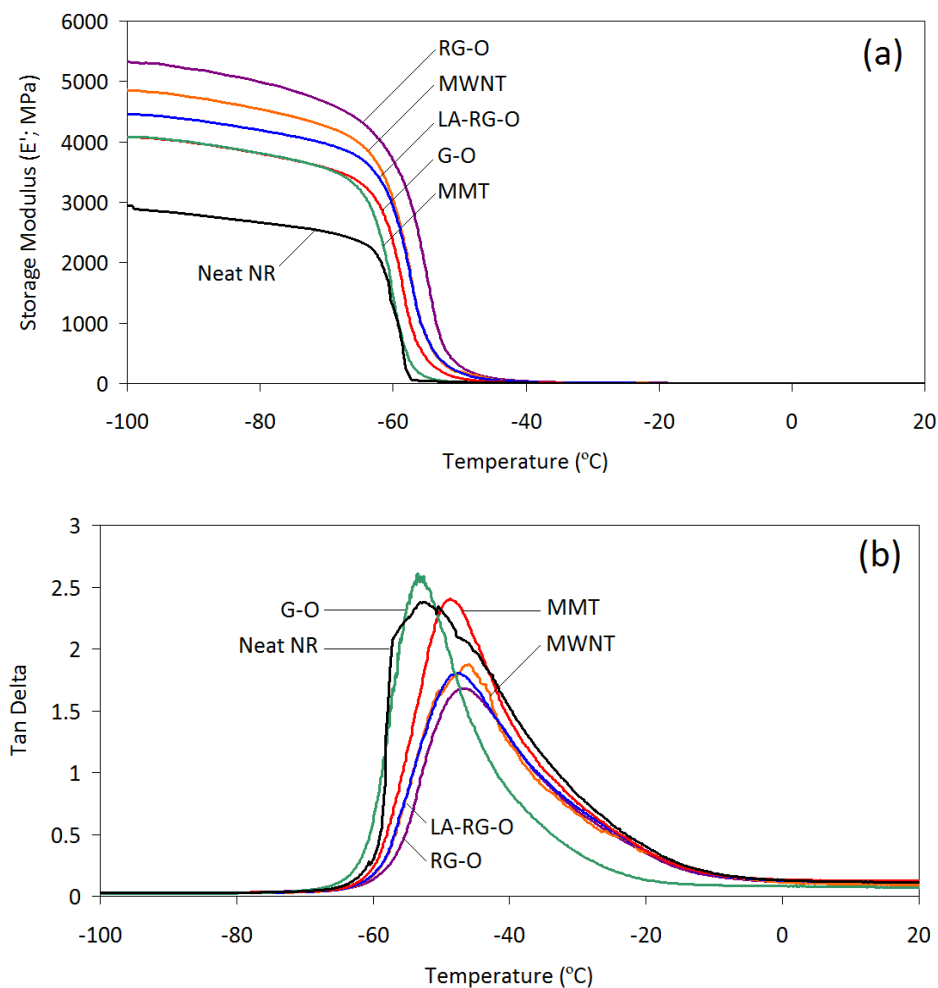 (a)
6000
5000
4000
3000
2000
1000
0
Storage Modulus (E'; MPa)
RG-O
MWNT
LA-RG-O
G-O
MMT
Neat NR
-100
-80
-60
-40
-20
0
20
Temperature (°C)
(b)
3
2.5
2
1.5
1
0.5
0
Tan Delta
G-O
Neat NR
MMT
MWNT
LA-RG-O
RG-O
-100
-80
-60
-40
-20
0
20
Temperature (°C)